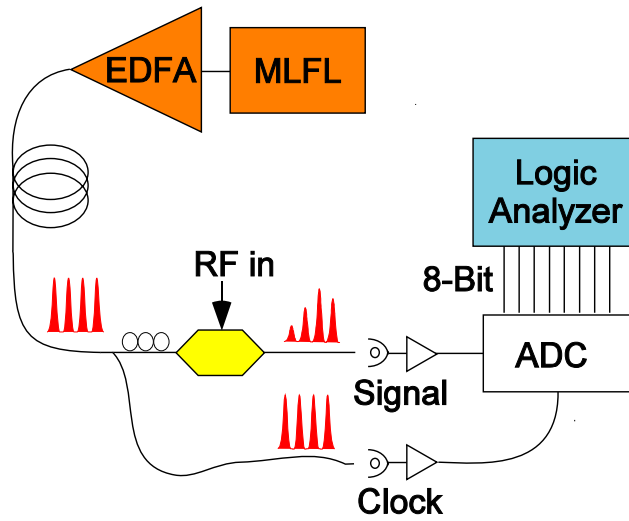 EDFA
MLFL
Logic
Analyzer
RF in
8-Bit
ADC
Signal
Clock